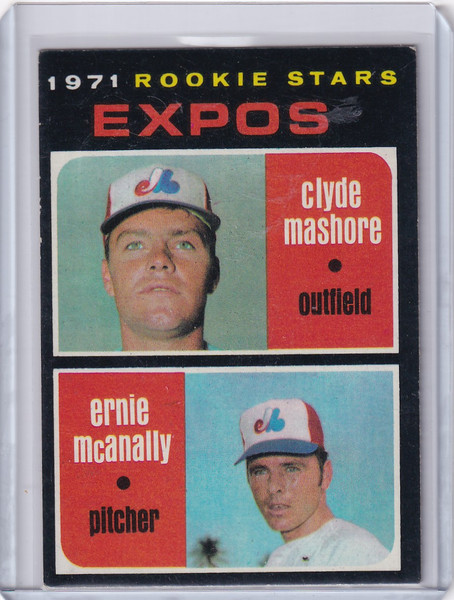 1971 ROOKIE STARS
EXPOS
clyde
mashore
outfield
ernie
mcanally
pitcher